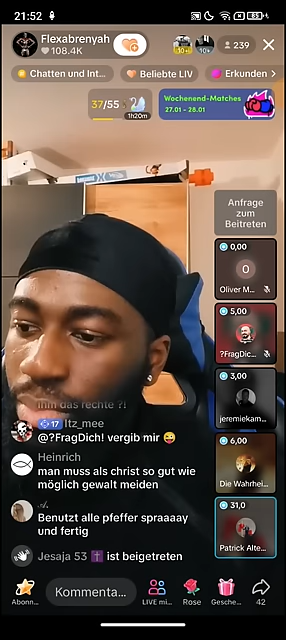 21:52
85
Flexabrenyah
108.4K
10+
10+
239
Chatten und Int...
Beliebte LIV
Erkunden
37/55
1h20m
Wochenend-Matches
27.01 - 28.01
Anfrage
zum
Beitreten
0,00
O
Oliver M...
5,00
?FragDic...
3,00
jeremiekam...
6,00
Die Wahrhei...
31,0
Patrick Alte...
ihm das rechte ?!
17 Itz_mee
@?FragDich! vergib mir
Heinrich
man muss als christ so gut wie
möglich gewalt meiden
Benutzt alle pfeffer spraaaay
und fertig
Jesaja 53 ist beigetreten
Abonn...
Kommenta...
LIVE mi...
Rose
Gesche...
42